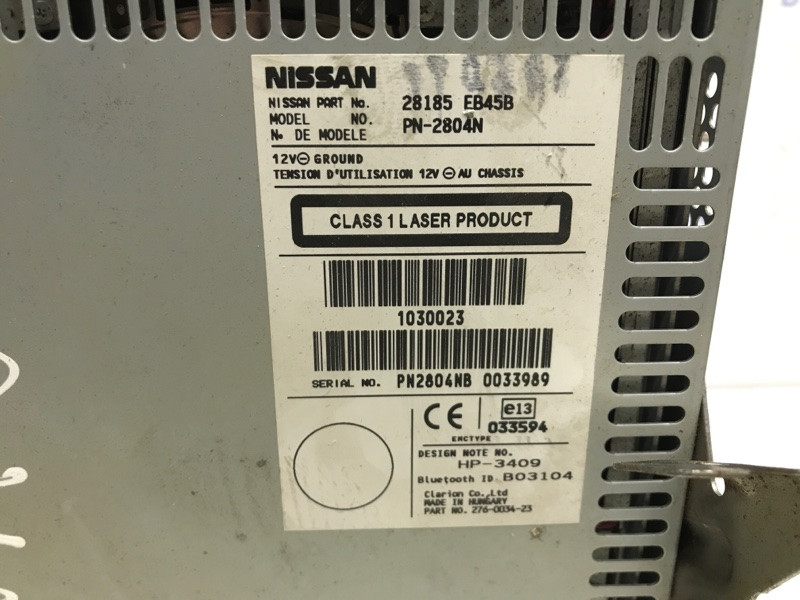 NISSAN
NISSAN PART No. 28185 EB45B
MODEL NO. PN-2804N
No DE MODELE
12V⊖ GROUND
TENSION D'UTILISATION 12V ⊖ AU CHASSIS
CLASS 1 LASER PRODUCT
1030023
SERIAL NO. PN2804NB 0033989
CE e13
033594
EMCTYPE
DESIGN NOTE NO.
HP-3409
Bluetooth ID B03104
Clarion Co.,Ltd
MADE IN HUNGARY
PART NO. 276-0034-23